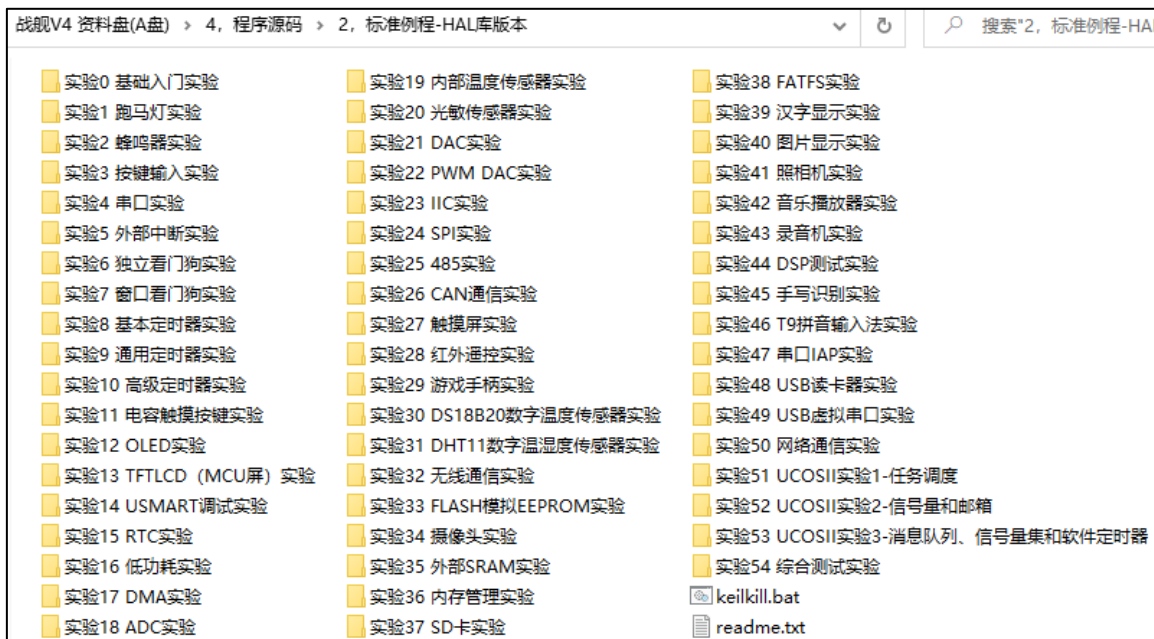 战舰V4 资料盘(A盘) › 4，程序源码 › 2，标准例程-HAL库版本
搜索"2，标准例程-HA
实验0 基础入门实验
实验1 跑马灯实验
实验2 蜂鸣器实验
实验3 按键输入实验
实验4 串口实验
实验5 外部中断实验
实验6 独立看门狗实验
实验7 窗口看门狗实验
实验8 基本定时器实验
实验9 通用定时器实验
实验10 高级定时器实验
实验11 电容触摸按键实验
实验12 OLED实验
实验13 TFTLCD（MCU屏）实验
实验14 USMART调试实验
实验15 RTC实验
实验16 低功耗实验
实验17 DMA实验
实验18 ADC实验
实验19 内部温度传感器实验
实验20 光敏传感器实验
实验21 DAC实验
实验22 PWM DAC实验
实验23 IIC实验
实验24 SPI实验
实验25 485实验
实验26 CAN通信实验
实验27 触摸屏实验
实验28 红外遥控实验
实验29 游戏手柄实验
实验30 DS18B20数字温度传感器实验
实验31 DHT11数字温湿度传感器实验
实验32 无线通信实验
实验33 FLASH模拟EEPROM实验
实验34 摄像头实验
实验35 外部SRAM实验
实验36 内存管理实验
实验37 SD卡实验
实验38 FATFS实验
实验39 汉字显示实验
实验40 图片显示实验
实验41 照相机实验
实验42 音乐播放器实验
实验43 录音机实验
实验44 DSP测试实验
实验45 手写识别实验
实验46 T9拼音输入法实验
实验47 串口IAP实验
实验48 USB读卡器实验
实验49 USB虚拟串口实验
实验50 网络通信实验
实验51 UCOSII实验1-任务调度
实验52 UCOSII实验2-信号量和邮箱
实验53 UCOSII实验3-消息队列、信号量集和软件定时器
实验54 综合测试实验
keilkill.bat
readme.txt